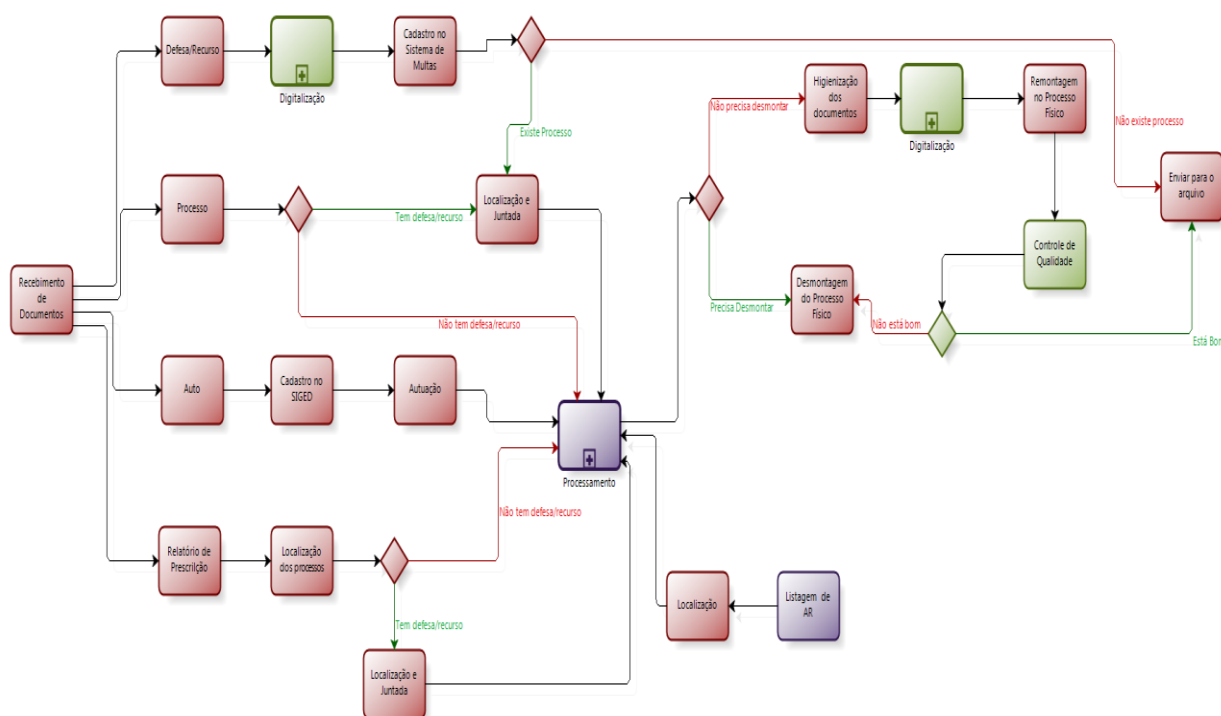 Defesa/Recurso
Digitalização
Cadastro no
Sistema de
Multas
Existe Processo
Não existe processo
Não precisa desmontar
Higienização
dos
documentos
Digitalização
Remontagem
no Processo
Físico
Enviar para o
arquivo
Processo
Tem defesa/recurso
Localização e
Juntada
Não tem defesa/recurso
Controle de
Qualidade
Precisa Desmontar
Desmontagem
do Processo
Físico
Não está bom
Está Bom
Recebimento
de
Documentos
Auto
Cadastro no
SIGED
Autuação
Processamento
Não tem defesa/recurso
Relatório de
Prescrilção
Localização
dos processos
Tem defesa/recurso
Localização e
Juntada
Localização
Listagem de
AR